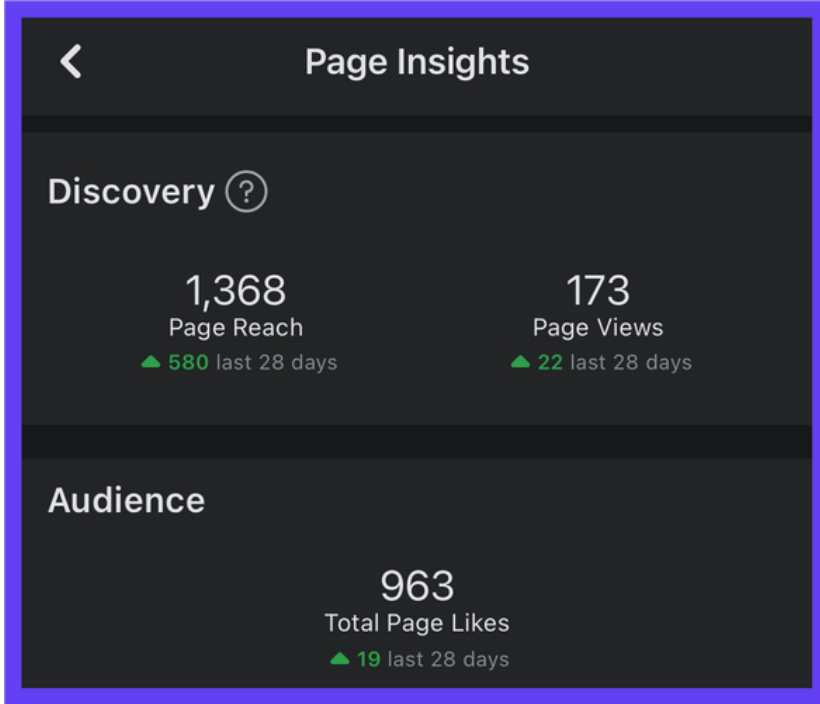 Page Insights
Discovery ?
1,368
Page Reach
580 last 28 days
173
Page Views
22 last 28 days
Audience
963
Total Page Likes
19 last 28 days